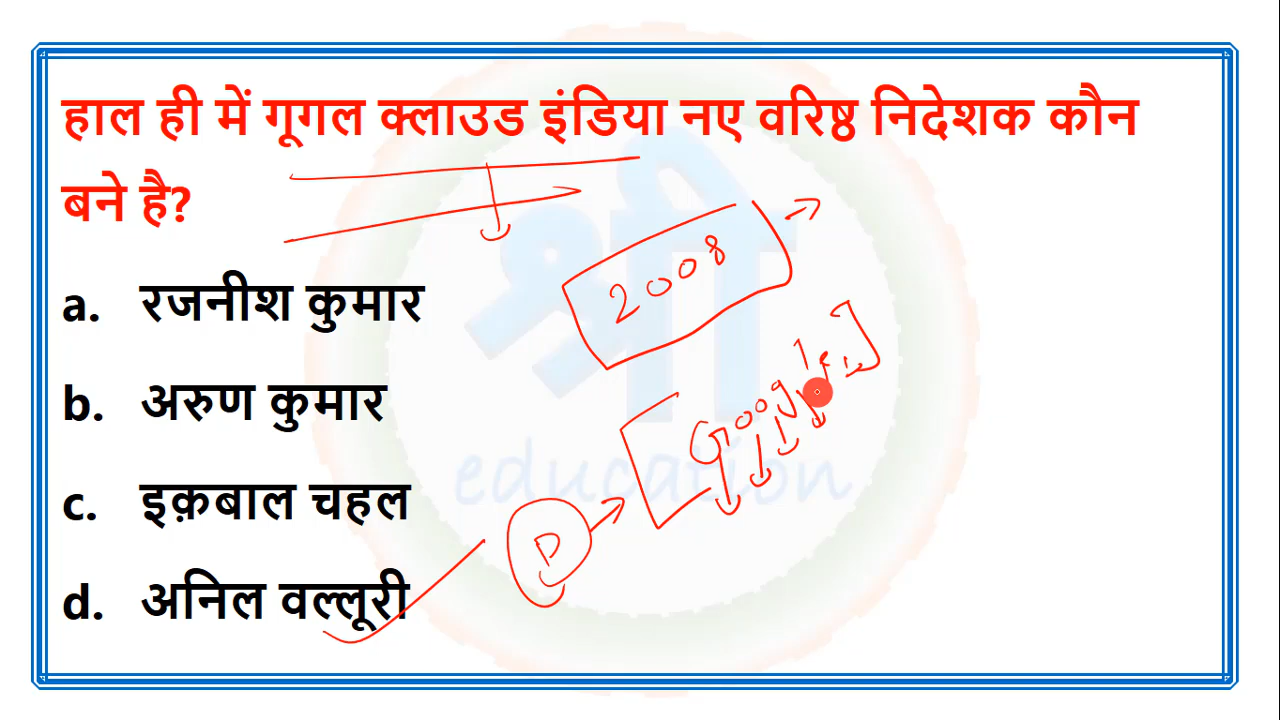 हाल ही में गूगल क्लाउड इंडिया नए वरिष्ठ निदेशक कौन
बने है?
2008
a. रजनीश कुमार
Google
b. अरुण कुमार
education
c. इक़बाल चहल
D
d. अनिल वल्लूरी
श्री